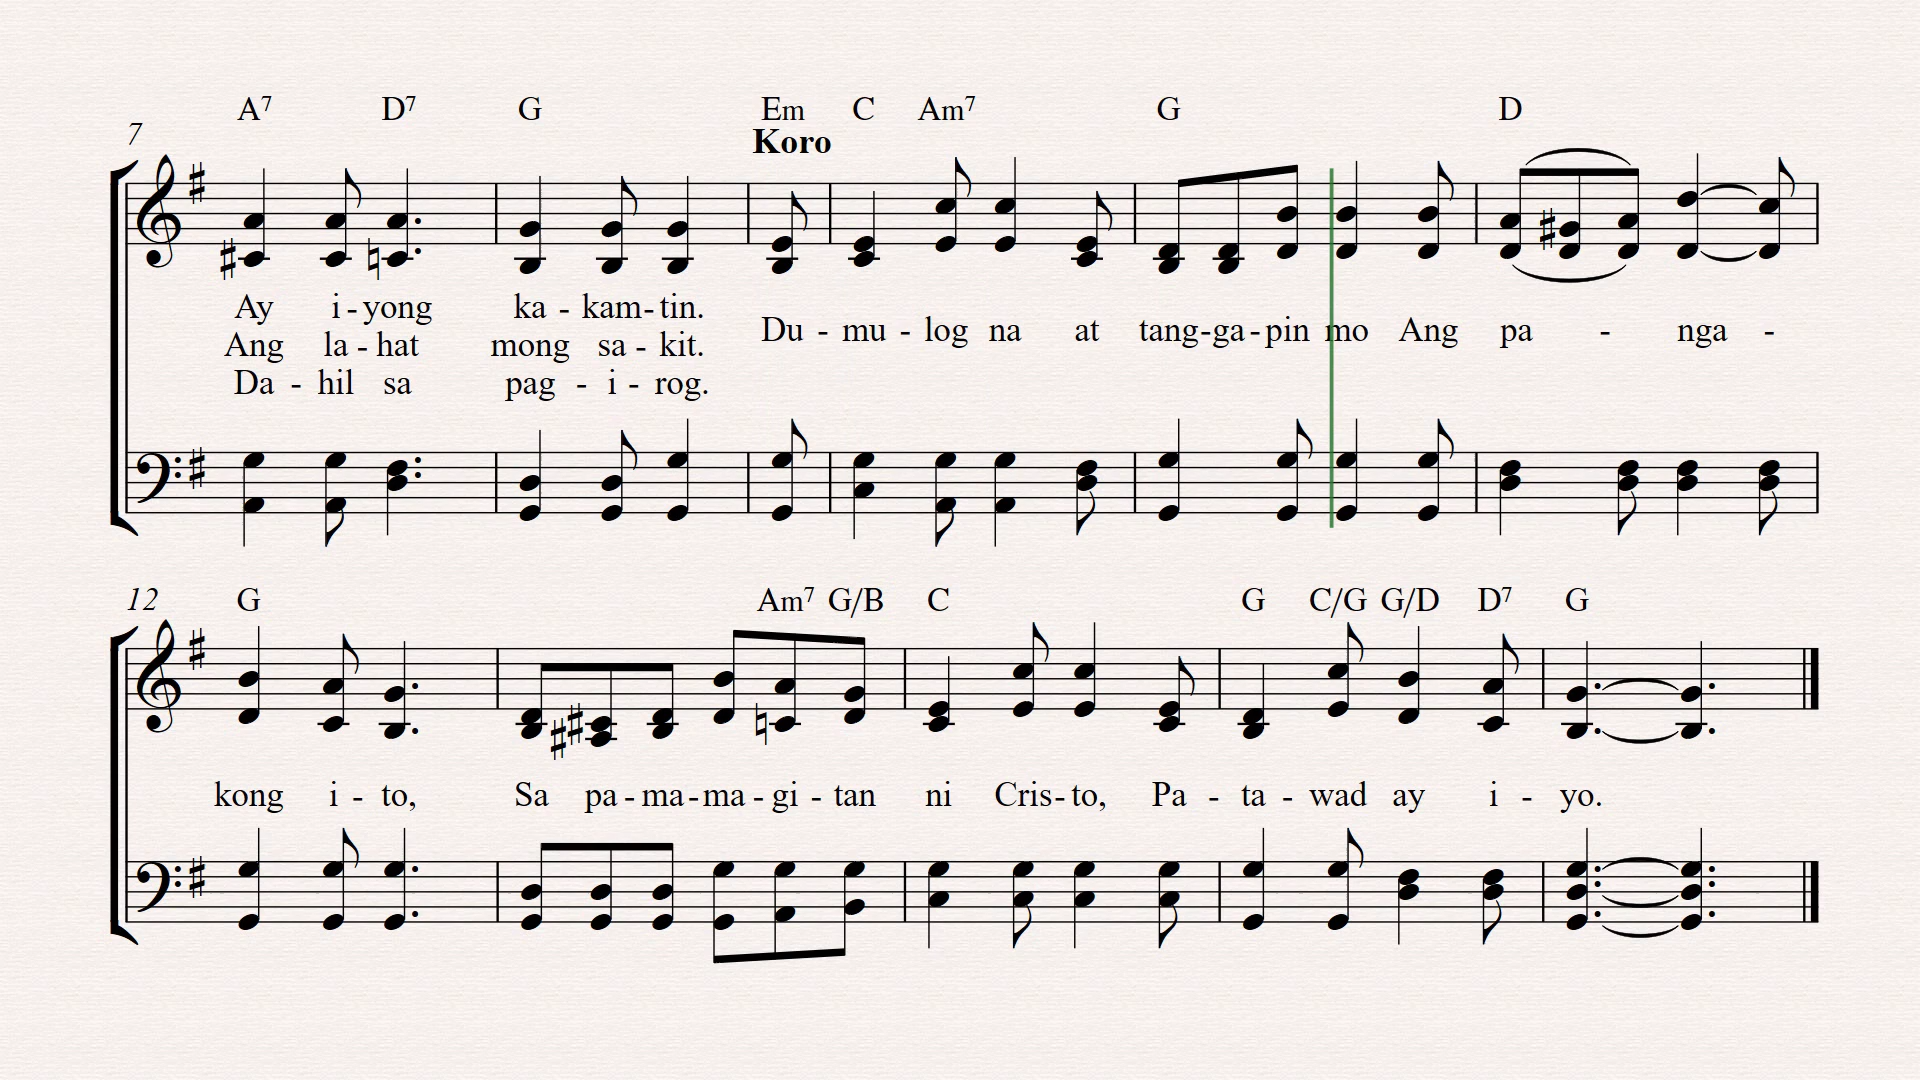 A7 D7 G Em C Am7 G D
Koro
7
Ay i - yong ka - kam - tin.
Du - mu - log na at tang - ga - pin mo Ang pa - nga -
Ang la - hat mong sa - kit.
Da - hil sa pag - i - rog.
12 G Am7 G/B C G C/G G/D D7 G
kong i - to, Sa pa - ma - ma - gi - tan ni Cris - to, Pa - ta - wad ay i - yo.